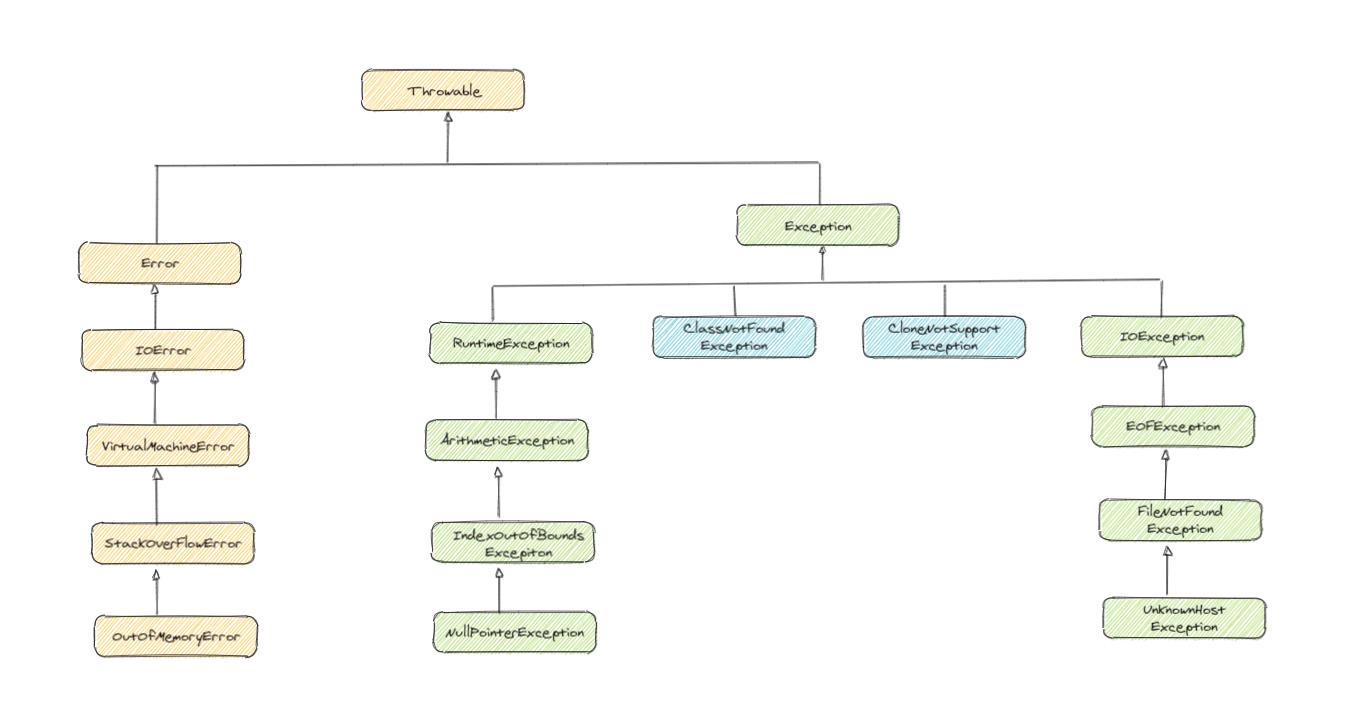 Throwable
Exception
Error
RuntimeException
ClassNotFound
Exception
CloneNotSupport
Exception
IOException
IOError
EOFException
ArithmeticException
VirtualMachineError
FileNotFound
Exception
StackOverFlowError
IndexOutOfBounds
Excepiton
UnknownHost
Exception
OutOfMemoryError
NullPointerException